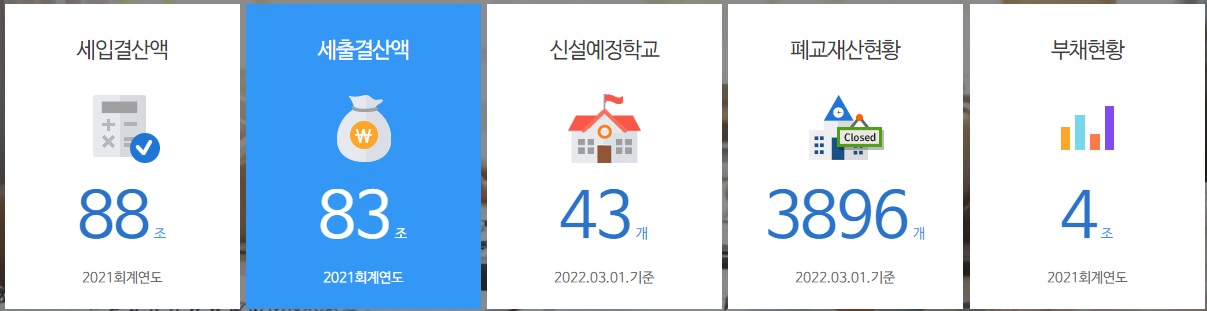 세입결산액
88 조
2021회계연도
세출결산액
₩
83 조
2021회계연도
신설예정학교
43 개
2022.03.01.기준
폐교재산현황
Closed
3896 개
2022.03.01.기준
부채현황
4 조
2021회계연도